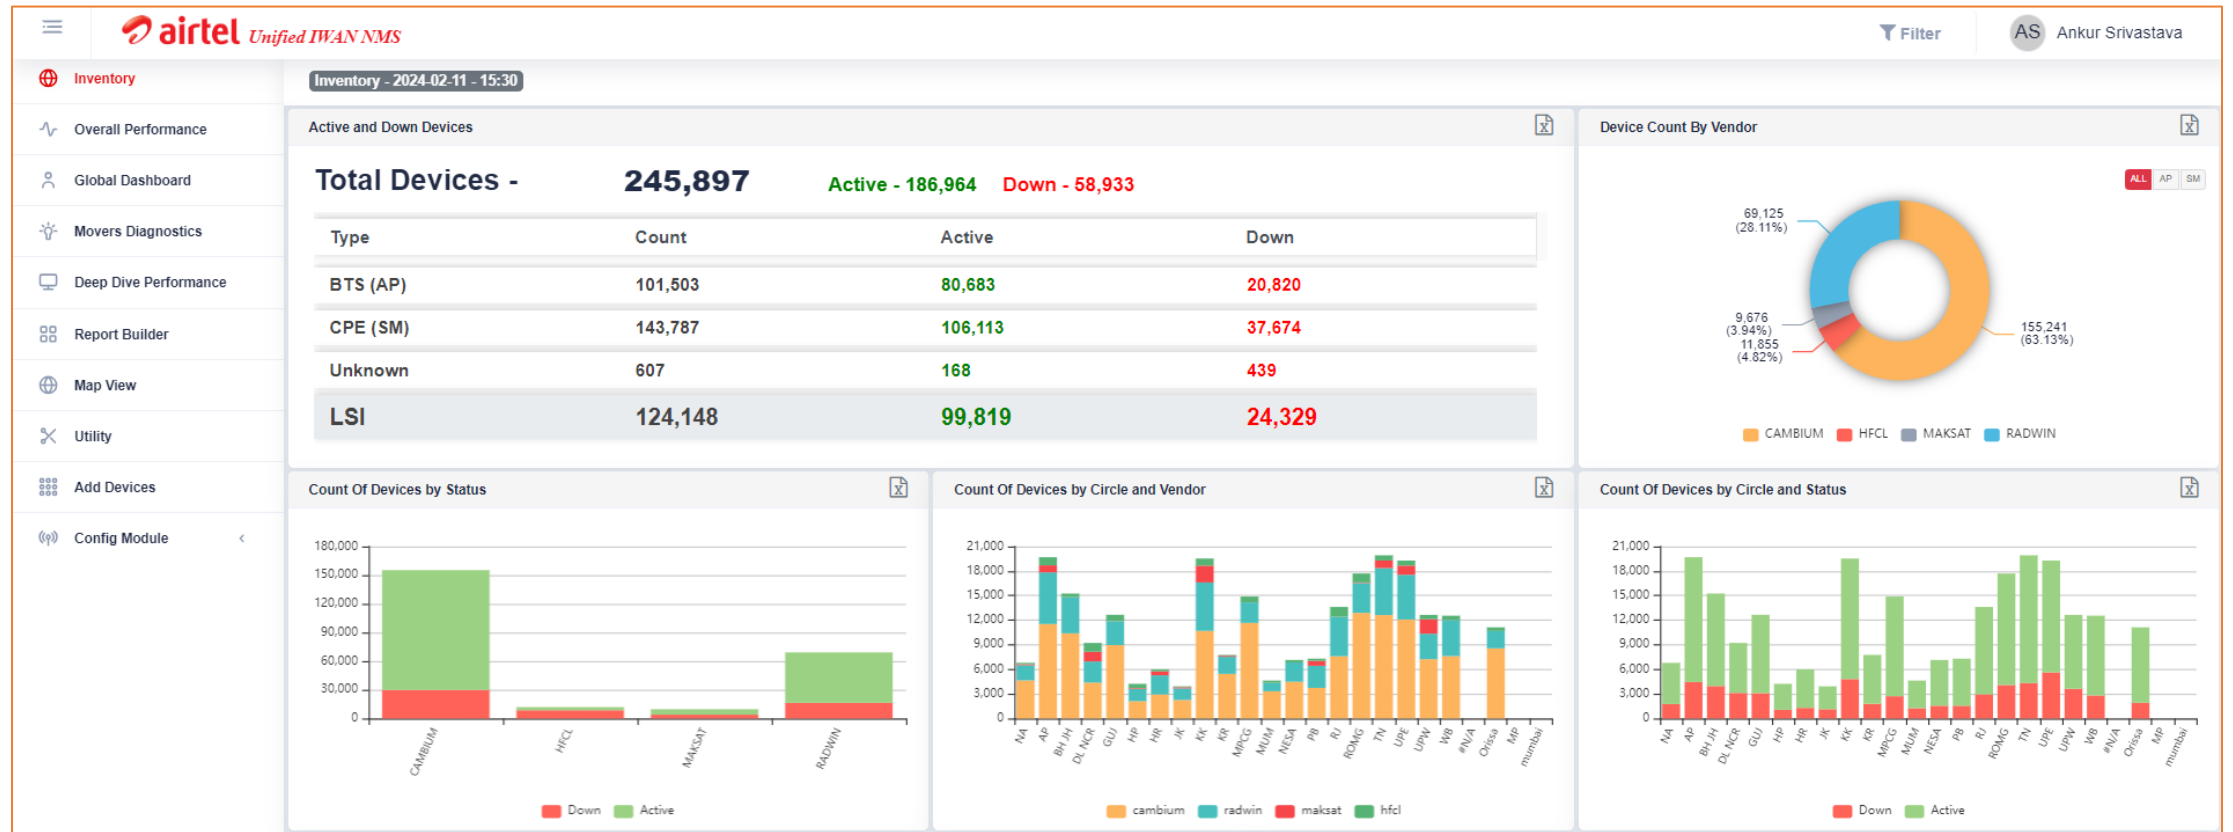 airtel Unified IWAN NMS
Filter
AS Ankur Srivastava
Inventory
Overall Performance
Global Dashboard
Movers Diagnostics
Deep Dive Performance
Report Builder
Map View
Utility
Add Devices
Config Module
Inventory - 2024-02-11 - 15:30
Active and Down Devices
Total Devices - 245,897 Active - 186,964 Down - 58,933
Type Count Active Down
BTS (AP) 101,503 80,683 20,820
CPE (SM) 143,787 106,113 37,674
Unknown 607 168 439
LSI 124,148 99,819 24,329
Device Count By Vendor
ALL AP SM
69,125
(28.11%)
9,676
(3.94%)
11,855
(4.82%)
155,241
(63.13%)
CAMBIUM HFCL MAKSAT RADWIN
Count Of Devices by Status
180,000
150,000
120,000
90,000
60,000
30,000
0
CAMBIUM HFCL MAKSAT RADWIN
Down Active
Count Of Devices by Circle and Vendor
21,000
18,000
15,000
12,000
9,000
6,000
3,000
0
NA AP BH JH DL NCR GUJ HP HR JK KK KR MPCG MUM NESA PB RJ ROMG TN UPE UPW WB #N/A Orissa MP mumbai
cambium radwin maksat hfcl
Count Of Devices by Circle and Status
21,000
18,000
15,000
12,000
9,000
6,000
3,000
0
NA AP BH JH DL NCR GUJ HP HR JK KK KR MPCG MUM NESA PB RJ ROMG TN UPE UPW WB #N/A Orissa MP mumbai
Down Active